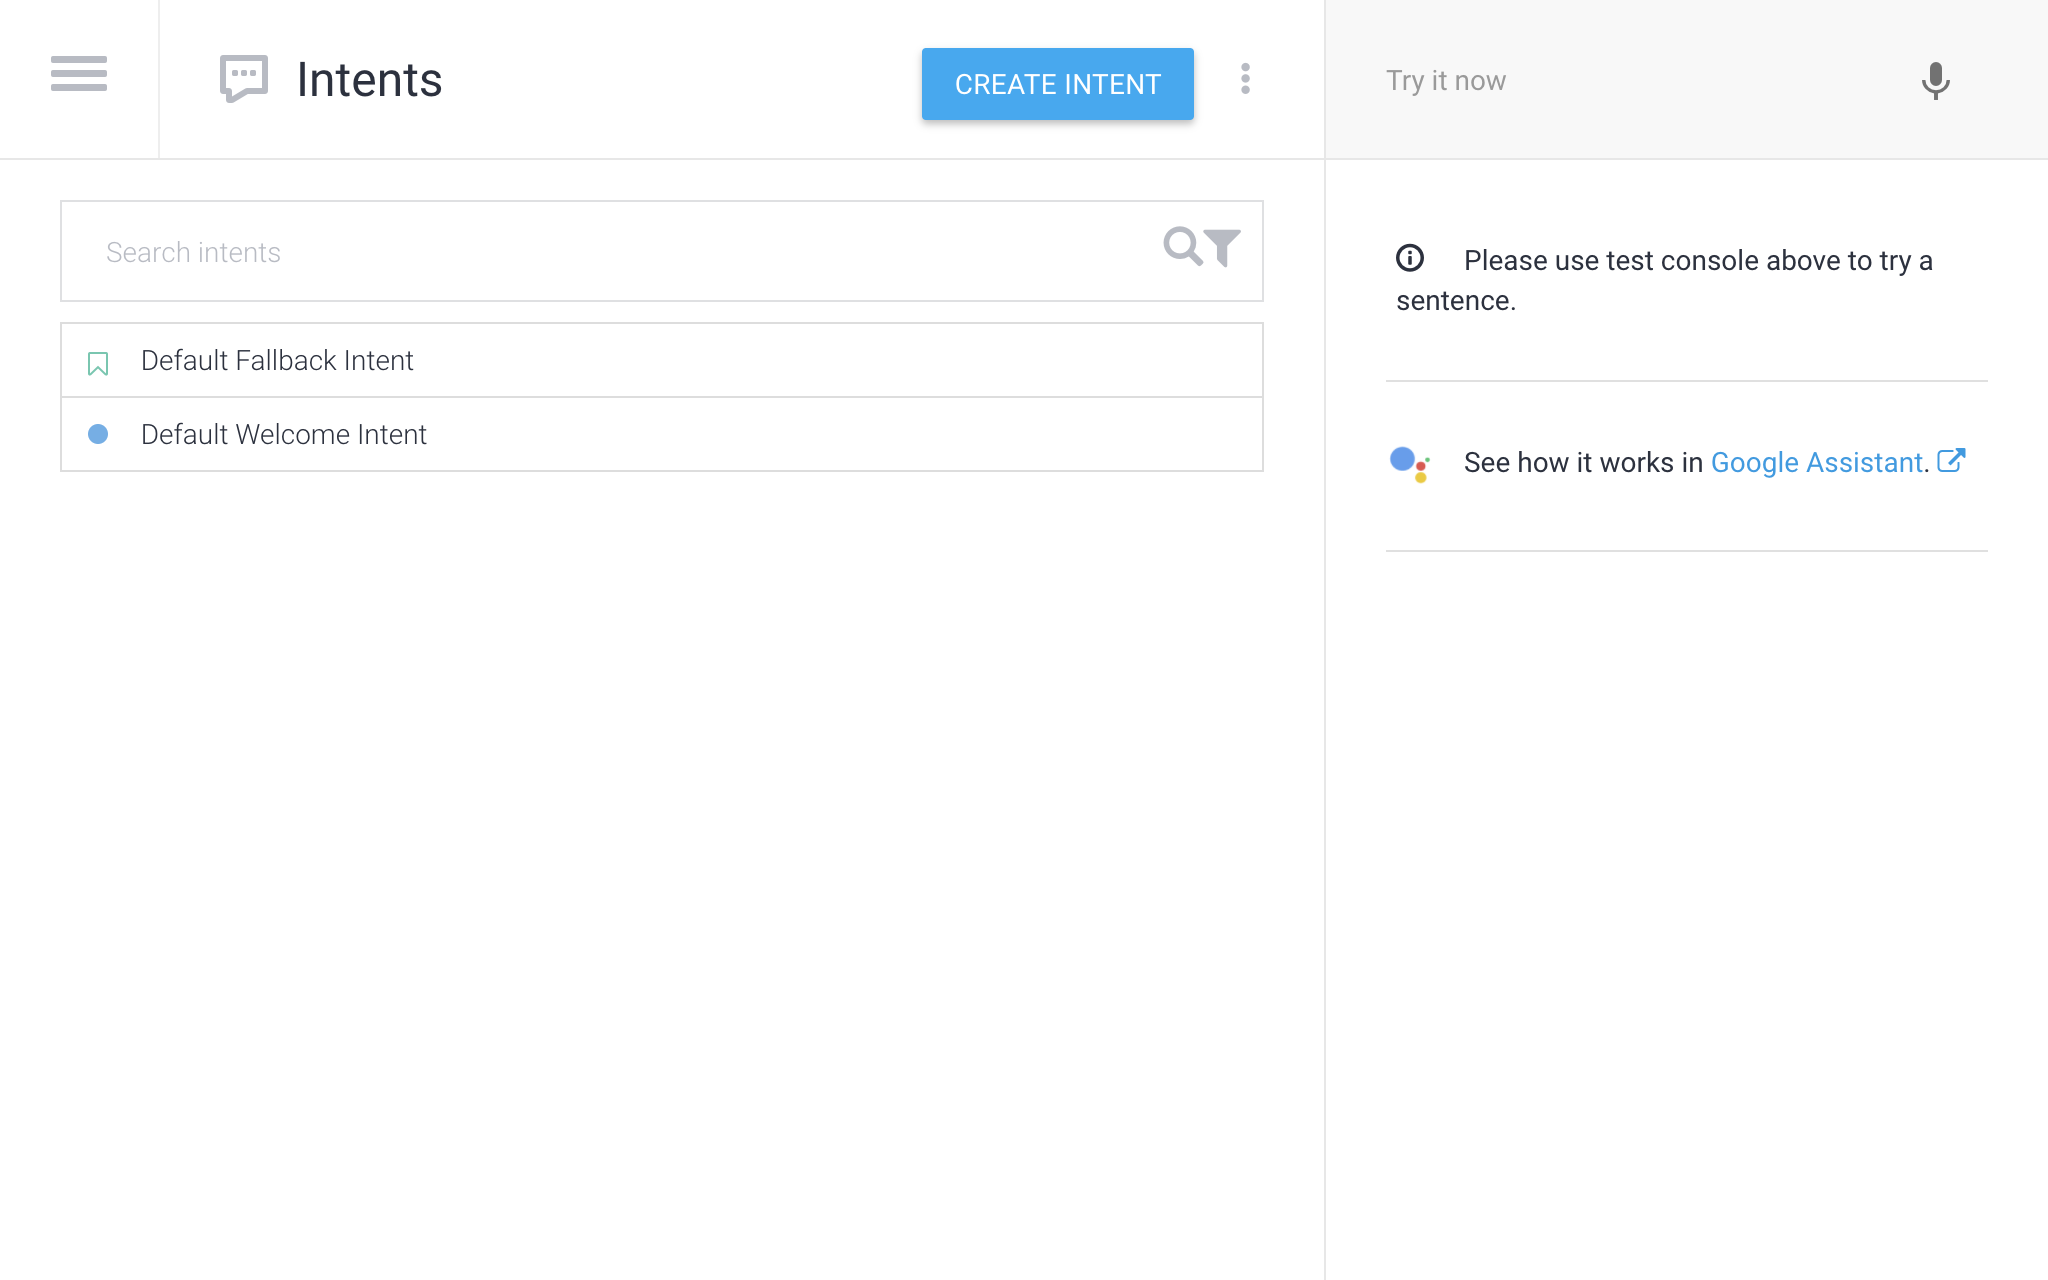 Intents
CREATE INTENT
Try it now
Search intents
Default Fallback Intent
Default Welcome Intent
Please use test console above to try a
sentence.
See how it works in Google Assistant.